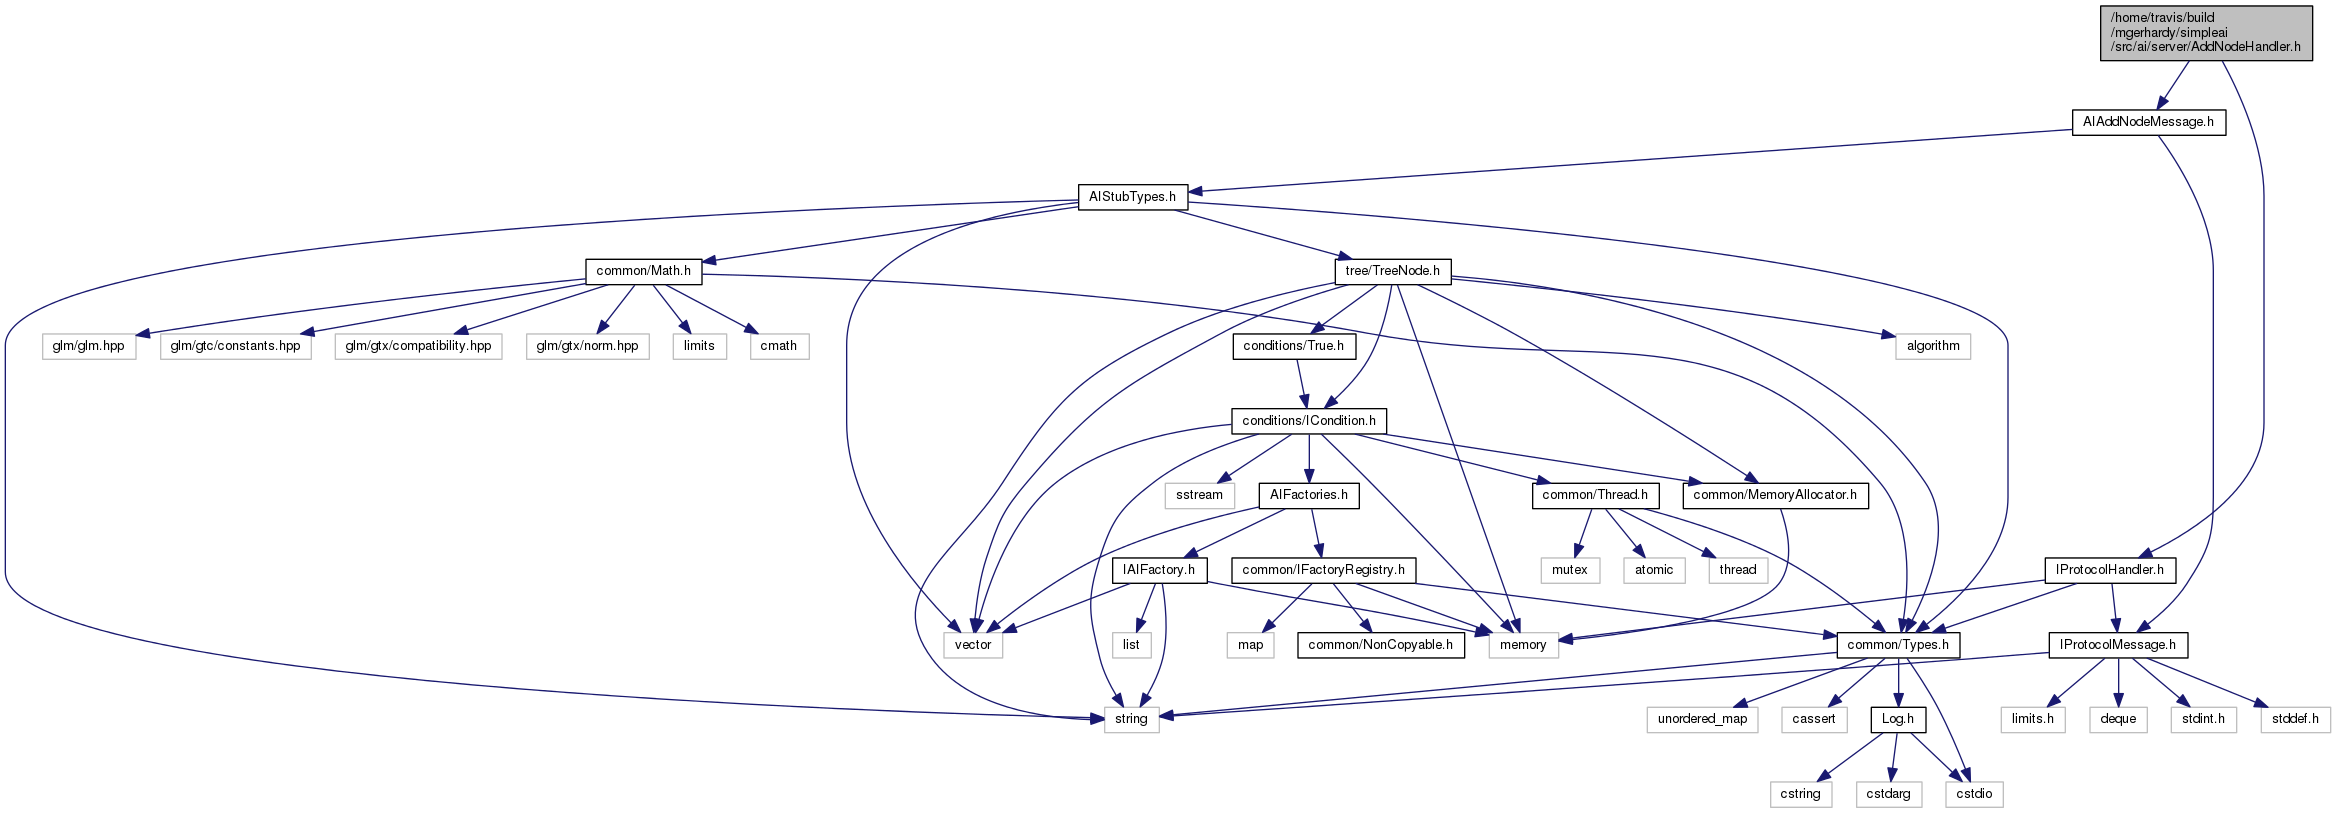 /home/travis/build
/mgerhardy/simpleai
/src/ai/server/AddNodeHandler.h
AIAddNodeMessage.h
AIStubTypes.h
common/Math.h
tree/TreeNode.h
glm/glm.hpp
glm/gtc/constants.hpp
glm/gtx/compatibility.hpp
glm/gtx/norm.hpp
limits
cmath
conditions/True.h
algorithm
conditions/ICondition.h
sstream
AIFactories.h
common/Thread.h
common/MemoryAllocator.h
IAIFactory.h
common/IFactoryRegistry.h
mutex
atomic
thread
IProtocolHandler.h
vector
list
map
common/NonCopyable.h
memory
common/Types.h
IProtocolMessage.h
string
unordered_map
cassert
Log.h
limits.h
deque
stdint.h
stddef.h
cstring
cstdarg
cstdio